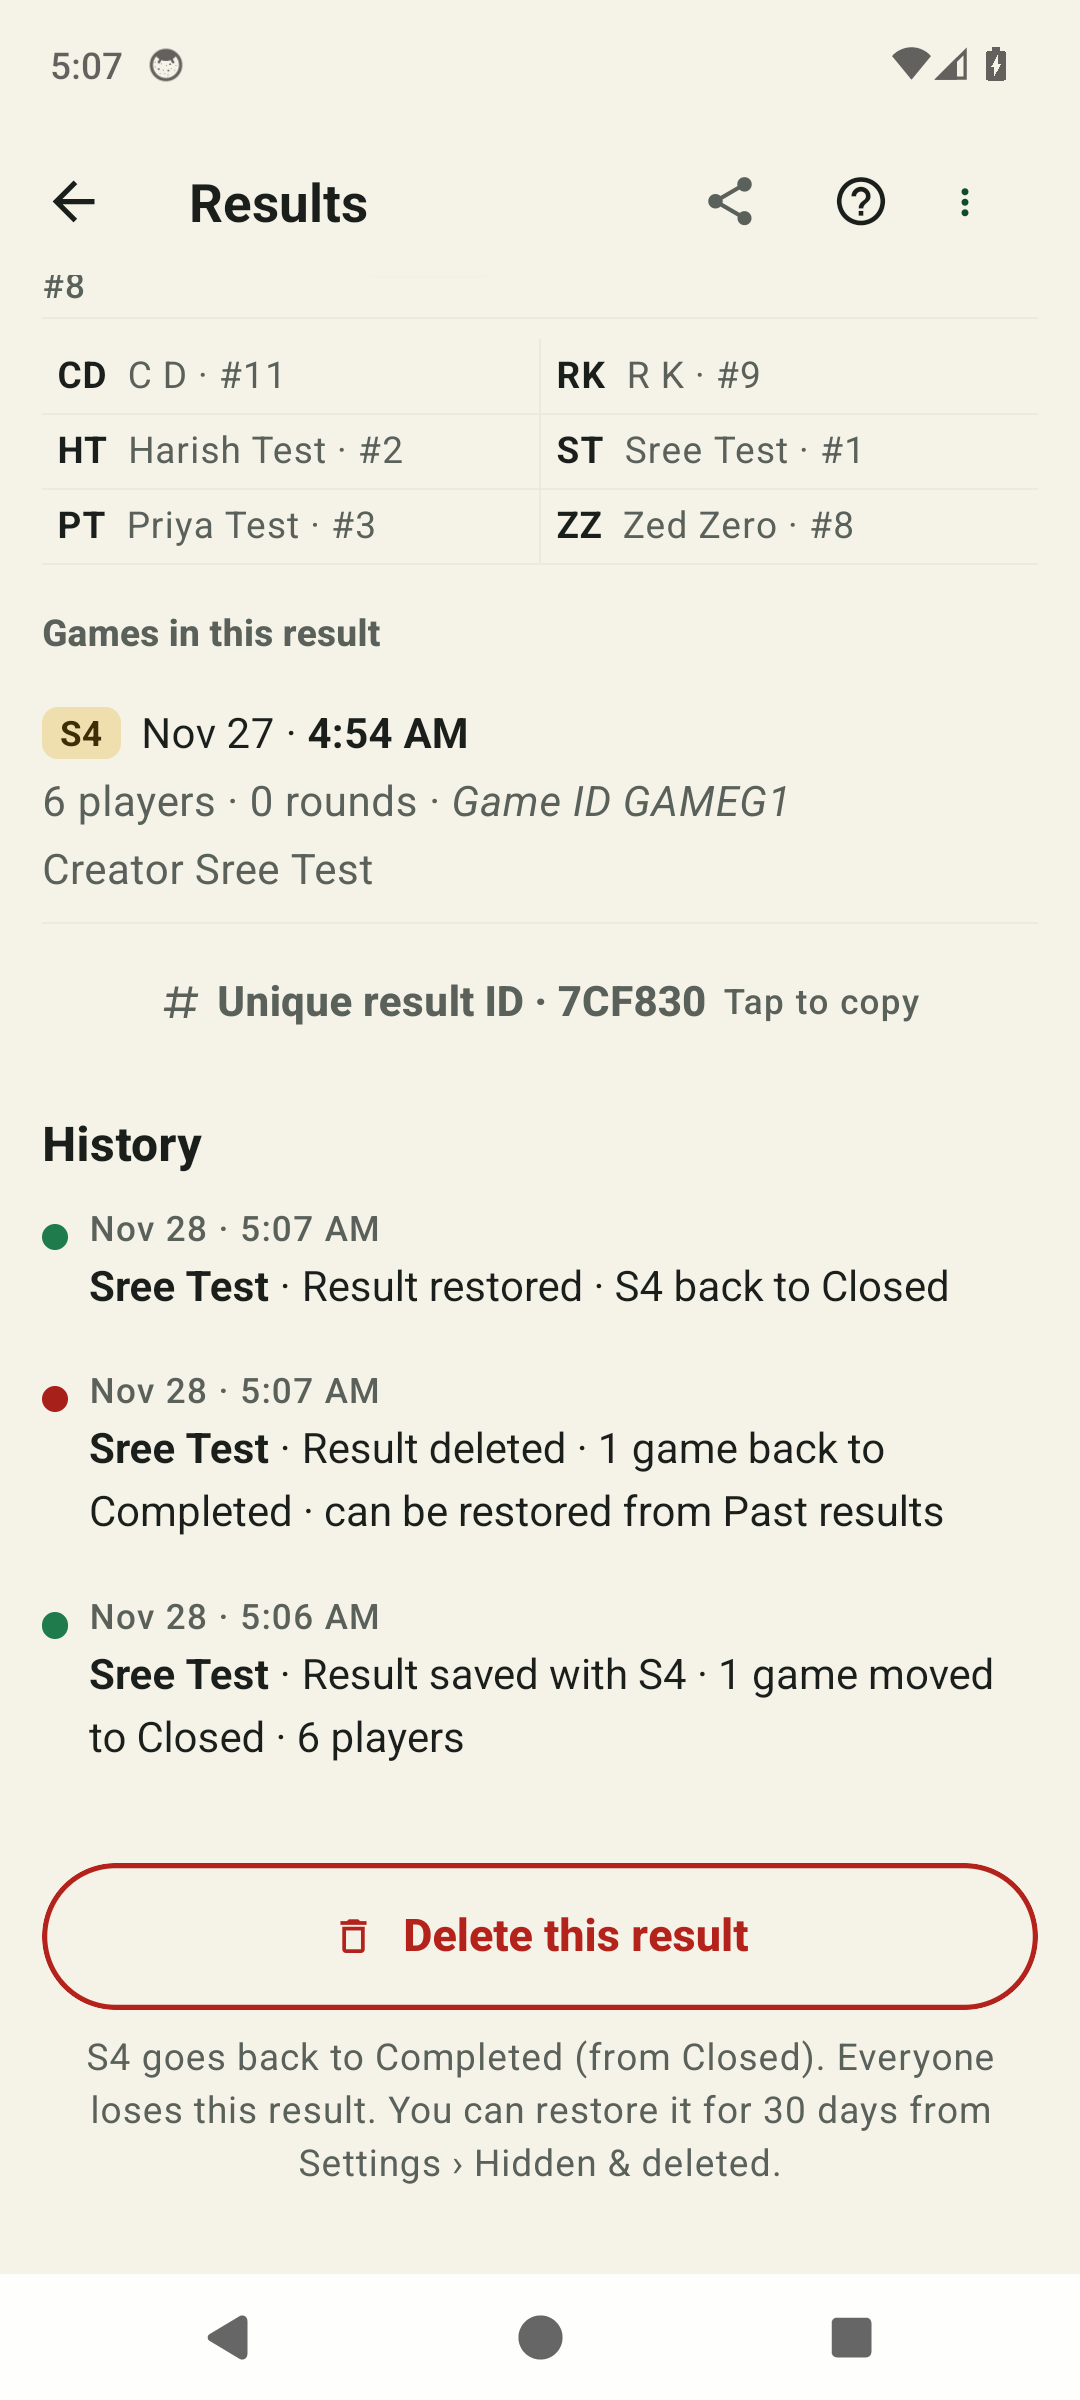 5:07
Results
#8
CD C D · #11
RK R K · #9
HT Harish Test · #2
ST Sree Test · #1
PT Priya Test · #3
ZZ Zed Zero · #8
Games in this result
S4 Nov 27 · 4:54 AM
6 players · 0 rounds · Game ID GAMEG1
Creator Sree Test
# Unique result ID · 7CF830 Tap to copy
History
Nov 28 · 5:07 AM
Sree Test · Result restored · S4 back to Closed
Nov 28 · 5:07 AM
Sree Test · Result deleted · 1 game back to
Completed · can be restored from Past results
Nov 28 · 5:06 AM
Sree Test · Result saved with S4 · 1 game moved
to Closed · 6 players
Delete this result
S4 goes back to Completed (from Closed). Everyone
loses this result. You can restore it for 30 days from
Settings › Hidden & deleted.